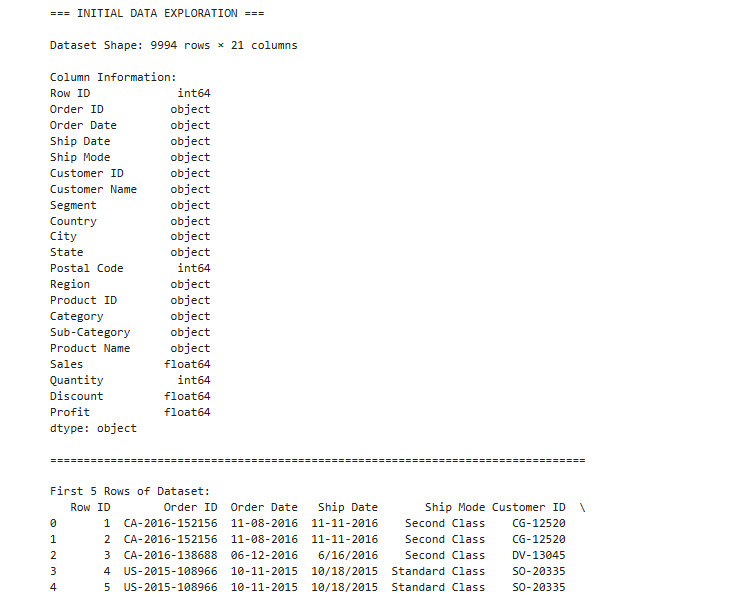 === INITIAL DATA EXPLORATION ===
Dataset Shape: 9994 rows × 21 columns
Column Information:
Row ID             int64
Order ID          object
Order Date        object
Ship Date         object
Ship Mode         object
Customer ID       object
Customer Name     object
Segment           object
Country           object
City              object
State             object
Postal Code        int64
Region            object
Product ID        object
Category          object
Sub-Category      object
Product Name      object
Sales            float64
Quantity           int64
Discount         float64
Profit           float64
dtype: object
================================================================================
First 5 Rows of Dataset:
   Row ID        Order ID  Order Date   Ship Date       Ship Mode Customer ID  \
0       1  CA-2016-152156  11-08-2016  11-11-2016    Second Class    CG-12520
1       2  CA-2016-152156  11-08-2016  11-11-2016    Second Class    CG-12520
2       3  CA-2016-138688  06-12-2016   6/16/2016    Second Class    DV-13045
3       4  US-2015-108966  10-11-2015  10/18/2015  Standard Class    SO-20335
4       5  US-2015-108966  10-11-2015  10/18/2015  Standard Class    SO-20335